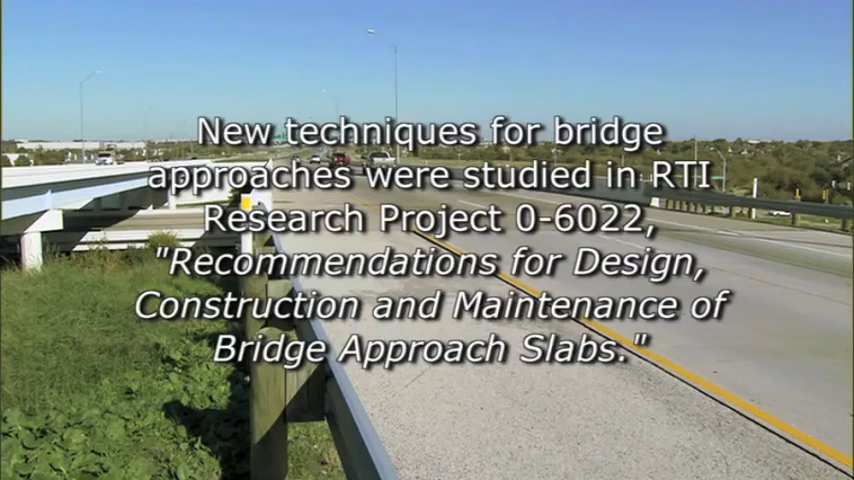 New techniques for bridge
approaches were studied in RTI
Research Project 0-6022,
"Recommendations for Design,
Construction and Maintenance of
Bridge Approach Slabs."